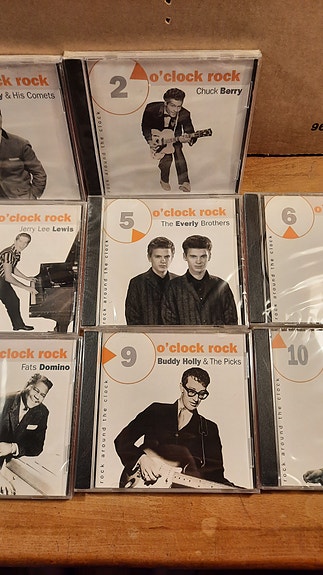 o'clock rock
y & His Comets
2 o'clock rock
Chuck Berry
rock around the clock
96
o'clock rock
Jerry Lee Lewis
5 o'clock rock
The Everly Brothers
rock around the clock
6
rock around the clock
o'clock rock
Fats Domino
9 o'clock rock
Buddy Holly & The Picks
rock around the clock
10
rock around the clock